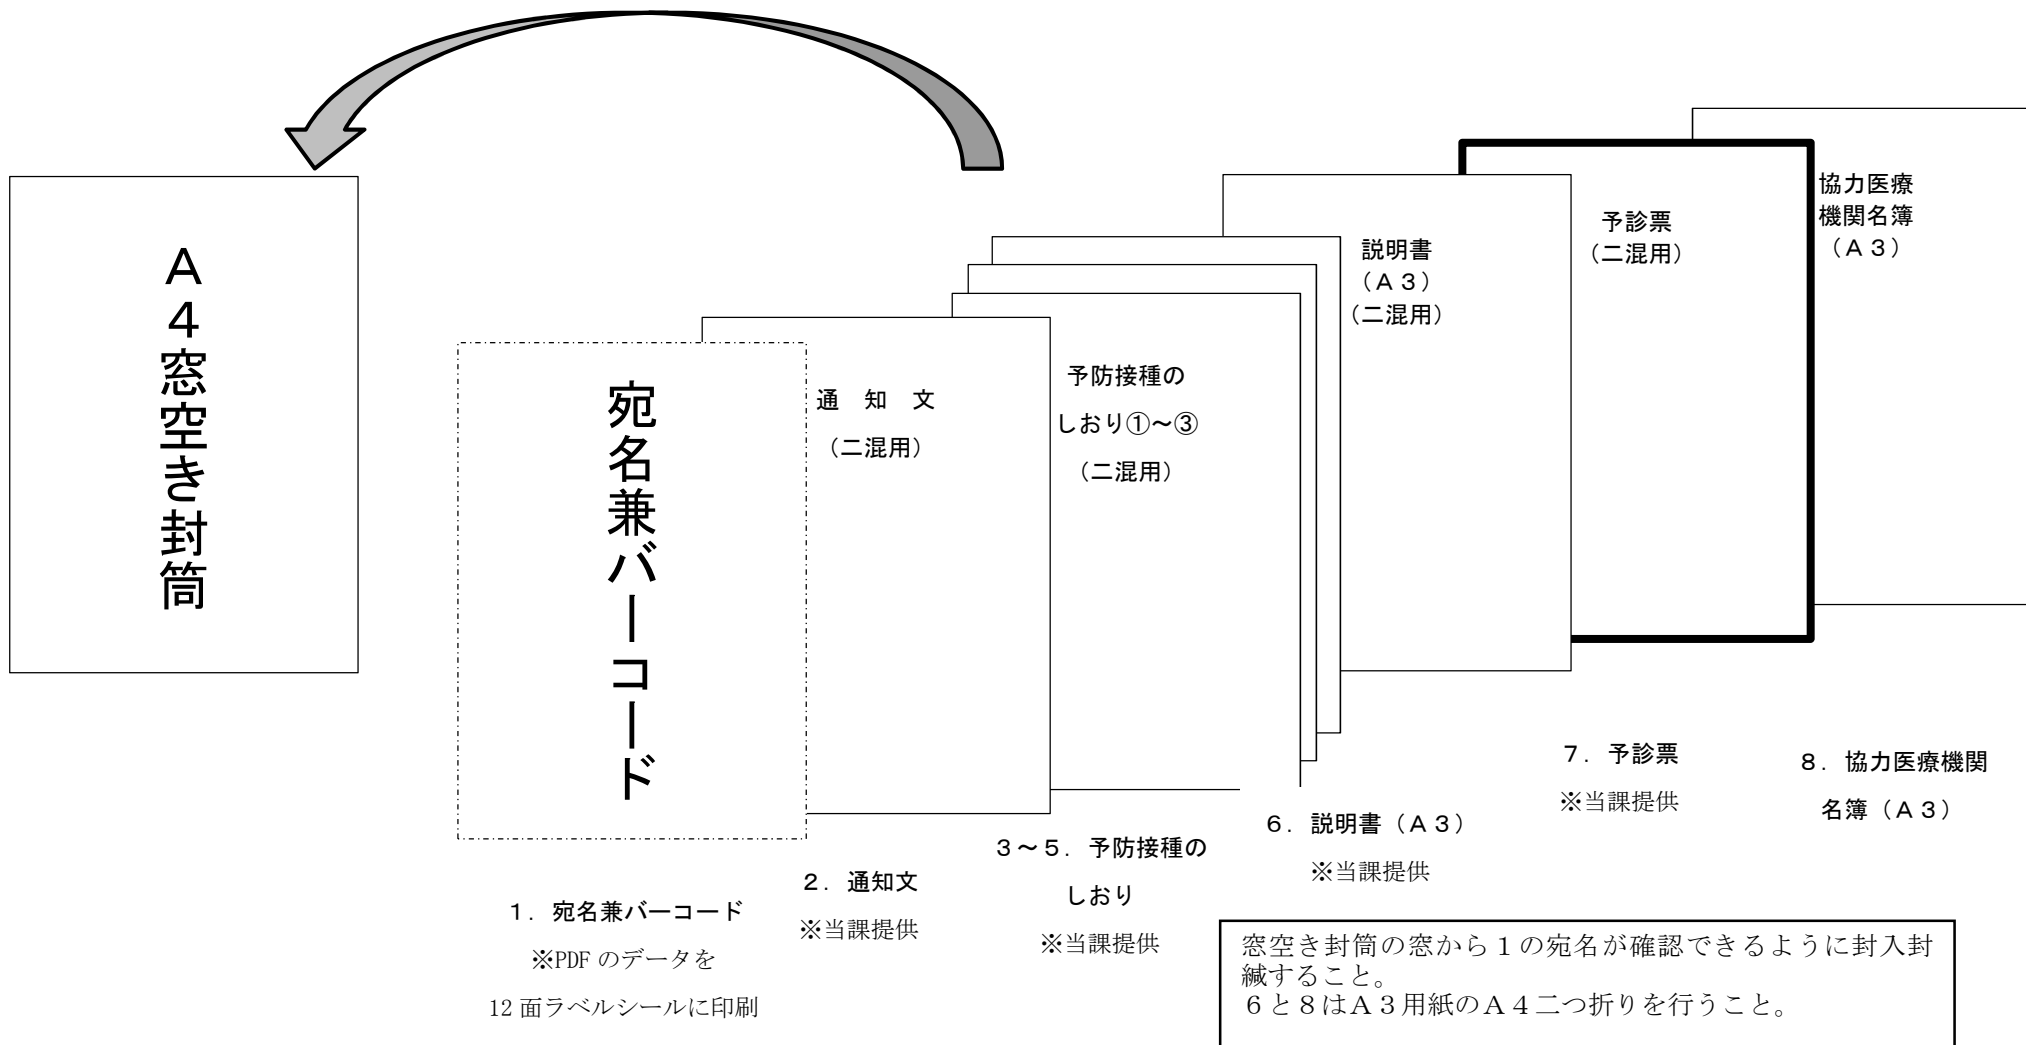 A4窓空き封筒
宛名兼バーコード
通　知　文
（二混用）
予防接種の
しおり①～③
（二混用）
説明書
（A３）
（二混用）
予診票
（二混用）
協力医療
機関名簿
（A３）
１．宛名兼バーコード
※PDFのデータを
12面ラベルシールに印刷
２．通知文
※当課提供
３～５．予防接種の
しおり
※当課提供
６．説明書（A３）
※当課提供
７．予診票
※当課提供
８．協力医療機関
名簿（A３）
窓空き封筒の窓から１の宛名が確認できるように封入封
緘すること。
６と８はA３用紙のA４二つ折りを行うこと。